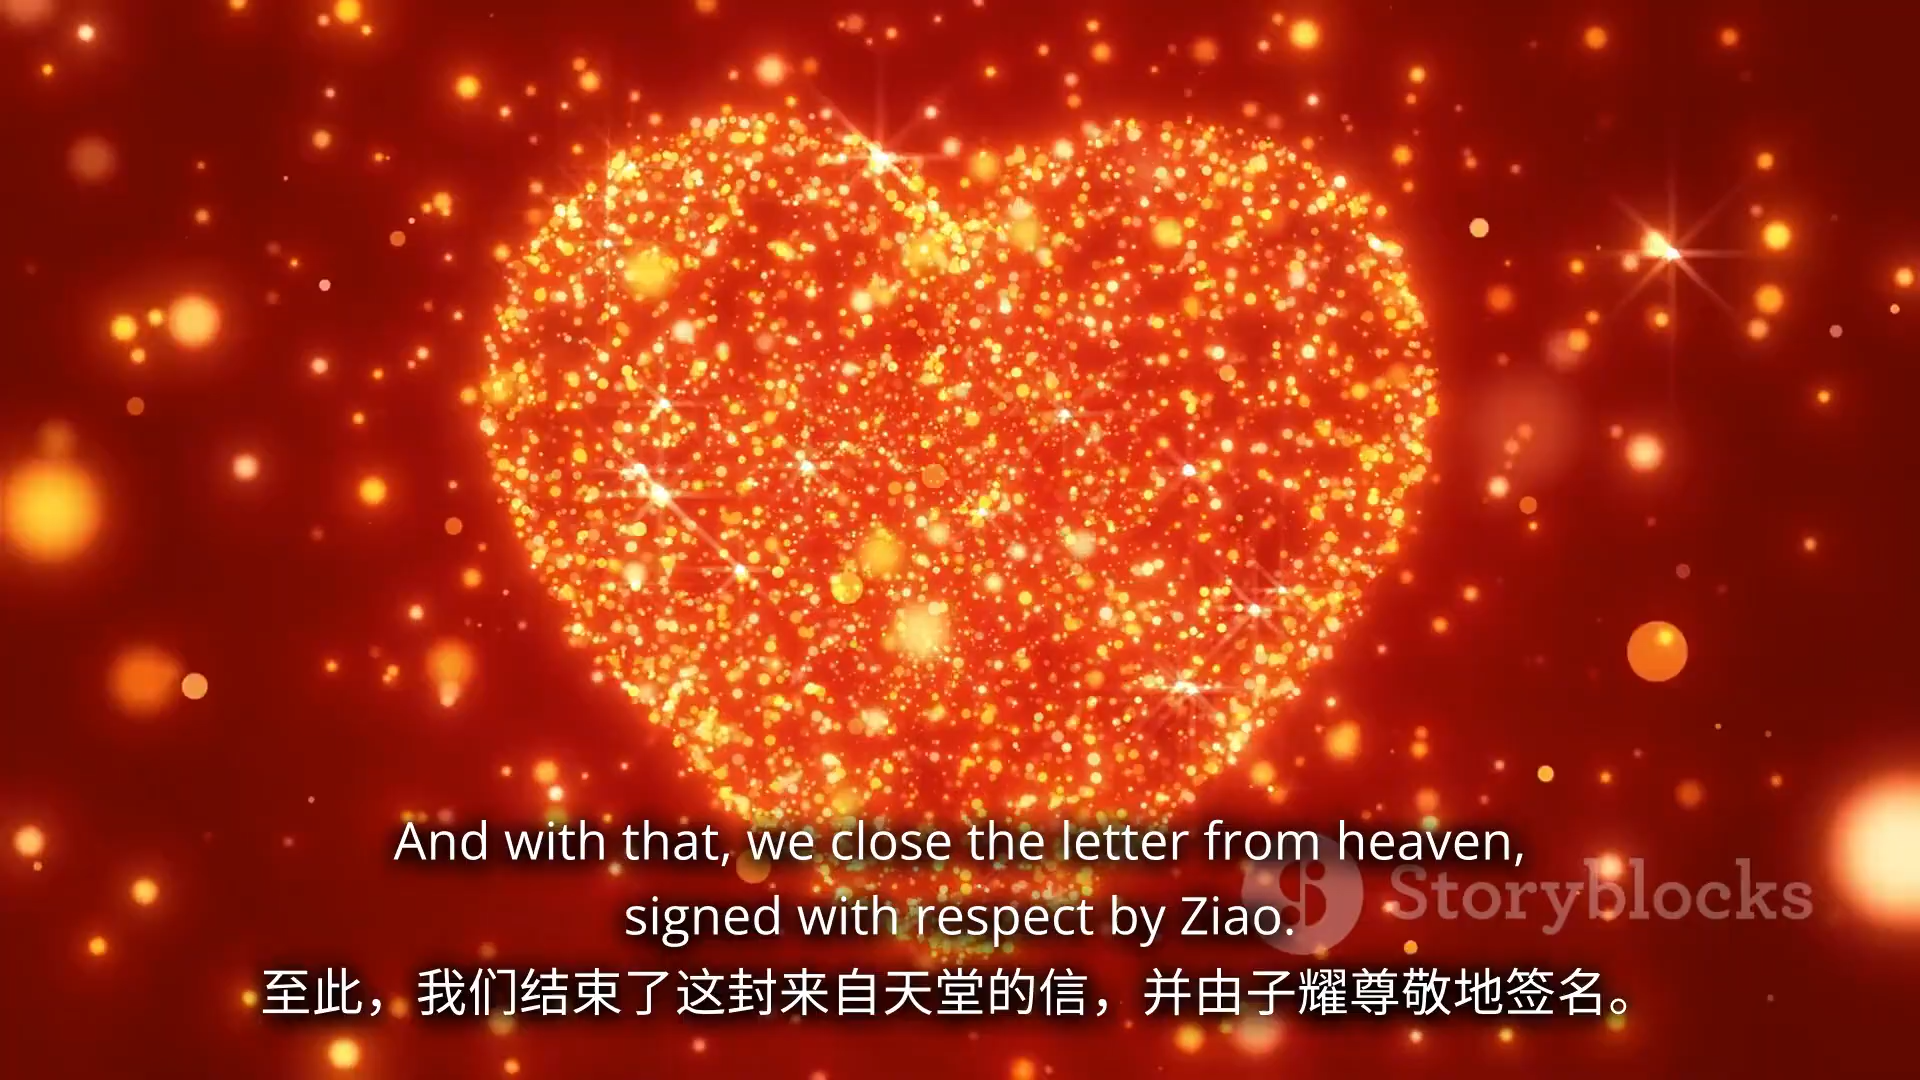 And with that, we close the letter from heaven,
signed with respect by Ziao.
至此，我们结束了这封来自天堂的信，并由子耀尊敬地签名。
Storyblocks